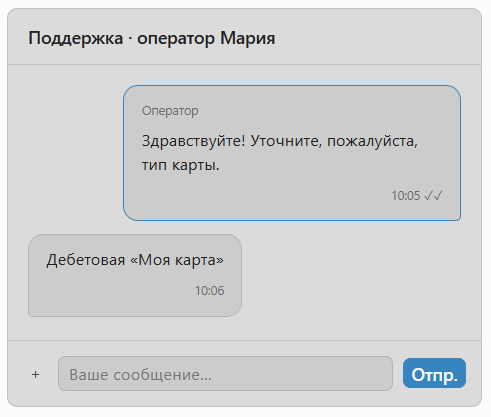 Поддержка · оператор Мария
Оператор
Здравствуйте! Уточните, пожалуйста,
тип карты.
10:05 ✓✓
Дебетовая «Моя карта»
10:06
+ Ваше сообщение... Отпр.